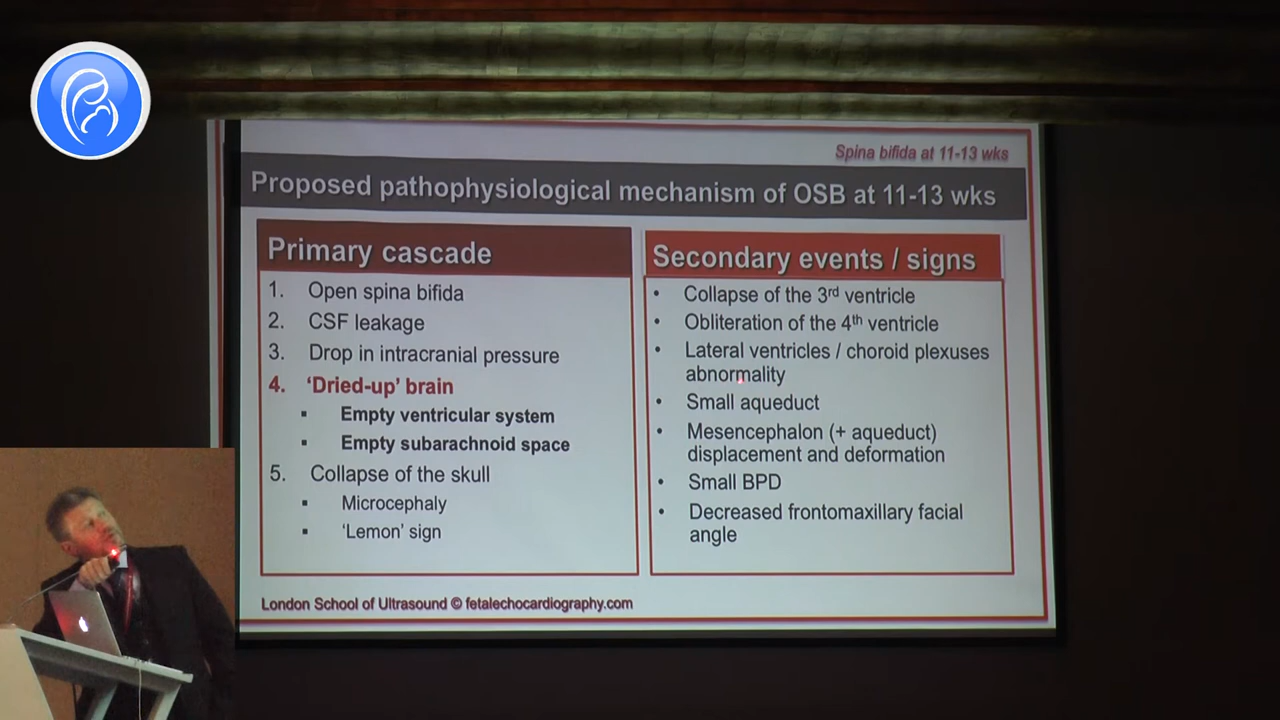 Spina bifida at 11-13 wks
Proposed pathophysiological mechanism of OSB at 11-13 wks
Primary cascade
1. Open spina bifida
2. CSF leakage
3. Drop in intracranial pressure
4. ‘Dried-up’ brain
▪ Empty ventricular system
▪ Empty subarachnoid space
5. Collapse of the skull
▪ Microcephaly
▪ ‘Lemon’ sign
Secondary events / signs
• Collapse of the 3rd ventricle
• Obliteration of the 4th ventricle
• Lateral ventricles / choroid plexuses
abnormality
• Small aqueduct
• Mesencephalon (+ aqueduct)
displacement and deformation
• Small BPD
• Decreased frontomaxillary facial
angle
London School of Ultrasound © fetalechocardiography.com